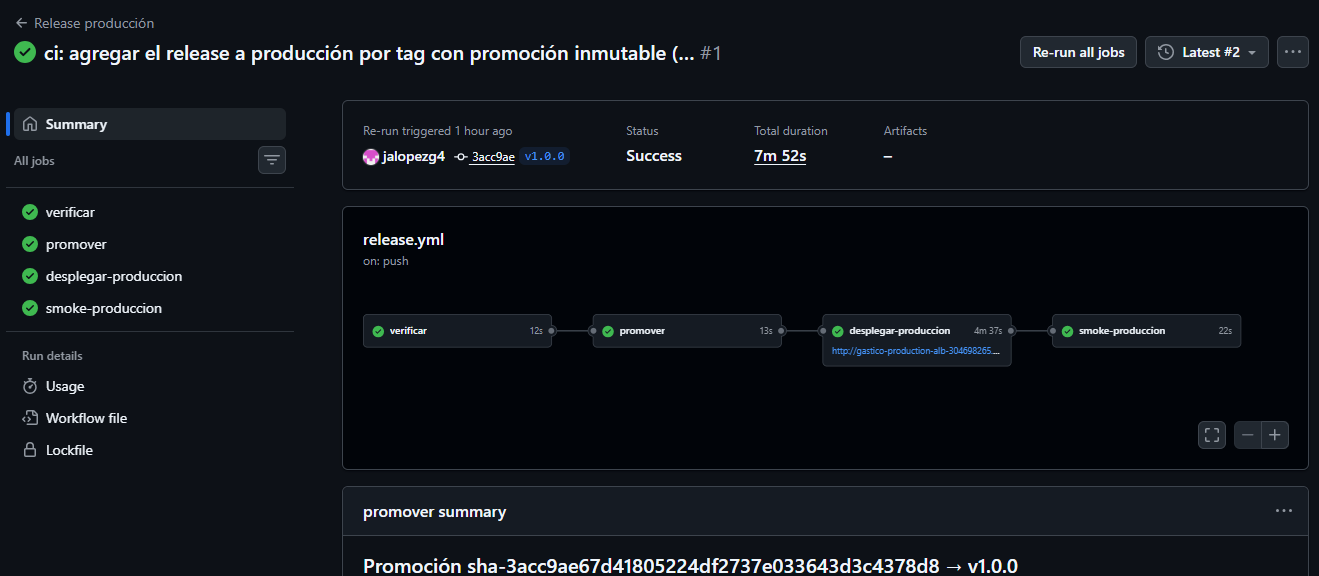 ← Release producción
ci: agregar el release a producción por tag con promoción inmutable (... #1
Re-run all jobs
Latest #2
Summary
All jobs
verificar
promover
desplegar-produccion
smoke-produccion
Run details
Usage
Workflow file
Lockfile
Re-run triggered 1 hour ago
jalopezg4 3acc9ae v1.0.0
Status
Success
Total duration
7m 52s
Artifacts
–
release.yml
on: push
verificar 12s
promover 13s
desplegar-produccion 4m 37s
http://gastico-production-alb-304698265....
smoke-produccion 22s
promover summary
Promoción sha-3acc9ae67d41805224df2737e033643d3c4378d8 → v1.0.0